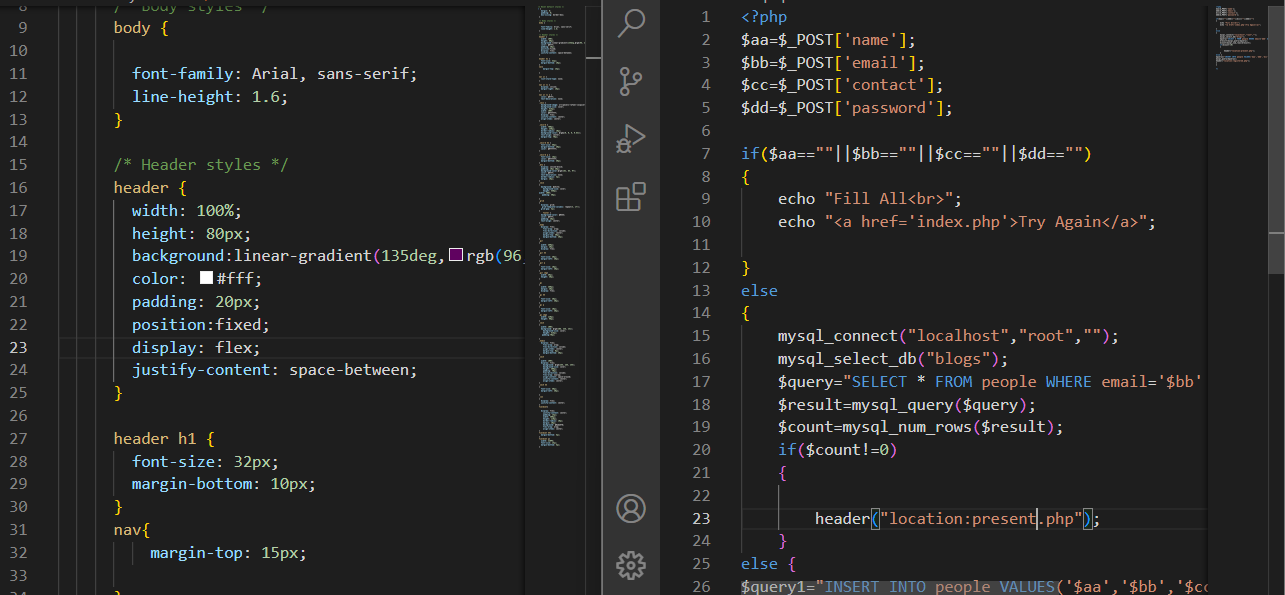 8 /* Body styles */
9 body {
10
11 font-family: Arial, sans-serif;
12 line-height: 1.6;
13 }
14
15 /* Header styles */
16 header {
17 width: 100%;
18 height: 80px;
19 background:linear-gradient(135deg,rgb(96
20 color: #fff;
21 padding: 20px;
22 position:fixed;
23 display: flex;
24 justify-content: space-between;
25 }
26
27 header h1 {
28 font-size: 32px;
29 margin-bottom: 10px;
30 }
31 nav{
32 margin-top: 15px;
33
34 }
1 <?php
2 $aa=$_POST['name'];
3 $bb=$_POST['email'];
4 $cc=$_POST['contact'];
5 $dd=$_POST['password'];
6
7 if($aa==""||$bb==""||$cc==""||$dd=="")
8 {
9 echo "Fill All<br>";
10 echo "<a href='index.php'>Try Again</a>";
11
12 }
13 else
14 {
15 mysql_connect("localhost","root","");
16 mysql_select_db("blogs");
17 $query="SELECT * FROM people WHERE email='$bb'
18 $result=mysql_query($query);
19 $count=mysql_num_rows($result);
20 if($count!=0)
21 {
22
23 header("location:present.php");
24 }
25 else {
26 $query1="INSERT INTO people VALUES('$aa','$bb','$cc